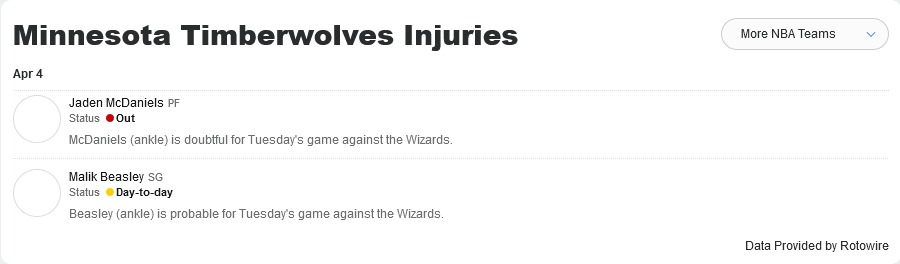 Minnesota Timberwolves Injuries
More NBA Teams
Apr 4
Jaden McDaniels PF
Status Out
McDaniels (ankle) is doubtful for Tuesday's game against the Wizards.
Malik Beasley SG
Status Day-to-day
Beasley (ankle) is probable for Tuesday's game against the Wizards.
Data Provided by Rotowire